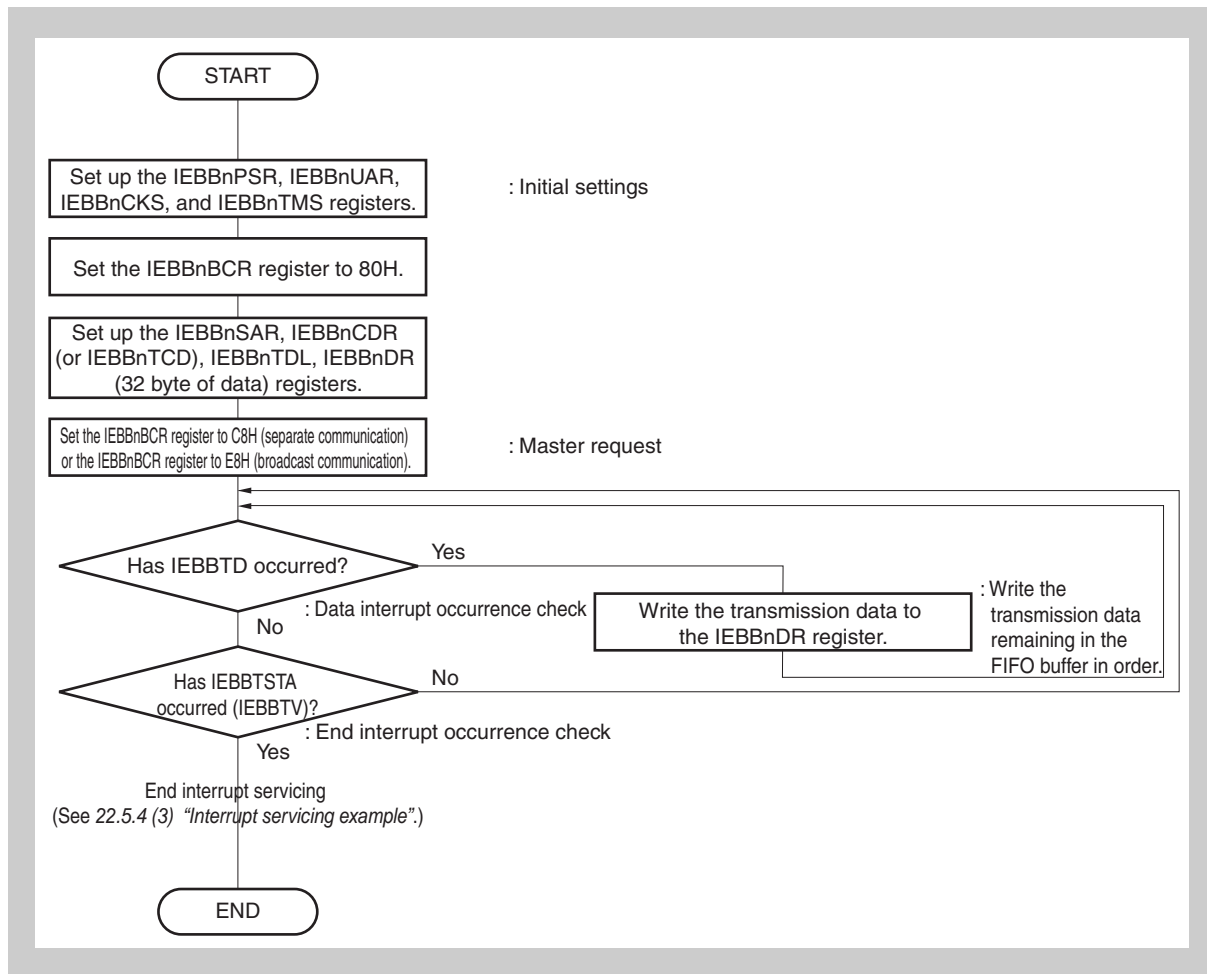 START
Set up the IEBBnPSR, IEBBnUAR,
IEBBnCKS, and IEBBnTMS registers.
: Initial settings
Set the IEBBnBCR register to 80H.
Set up the IEBBnSAR, IEBBnCDR
(or IEBBnTCD), IEBBnTDL, IEBBnDR
(32 byte of data) registers.
Set the IEBBnBCR register to C8H (separate communication)
or the IEBBnBCR register to E8H (broadcast communication).
: Master request
Has IEBBTD occurred?
Yes
: Data interrupt occurrence check
No
Write the transmission data to
the IEBBnDR register.
: Write the
transmission data
remaining in the
FIFO buffer in order.
Has IEBBTSTA
occurred (IEBBTV)?
No
: End interrupt occurrence check
Yes
End interrupt servicing
(See 22.5.4 (3) “Interrupt servicing example”.)
END